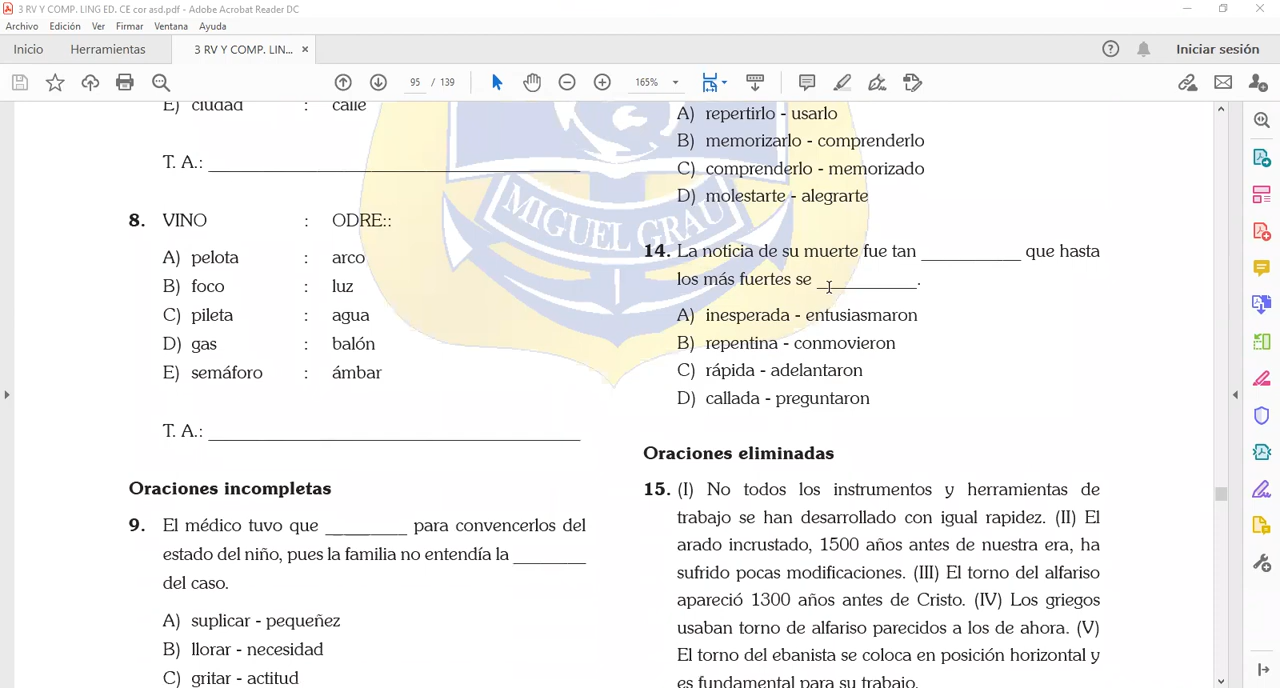 3 RV Y COMP. LING ED. CE cor asd.pdf - Adobe Acrobat Reader DC
Archivo Edición Ver Firmar Ventana Ayuda
Inicio Herramientas 3 RV Y COMP. LIN... × Iniciar sesión
95 / 139 165%
E) ciudad : calle
T. A.: ___________
8. VINO : ODRE::
A) pelota : arco
B) foco : luz
C) pileta : agua
D) gas : balón
E) semáforo : ámbar
T. A.: ___________
Oraciones incompletas
9. El médico tuvo que _________ para convencerlos del
estado del niño, pues la familia no entendía la ________
del caso.
A) suplicar - pequeñez
B) llorar - necesidad
C) gritar - actitud
A) repertirlo - usarlo
B) memorizarlo - comprenderlo
C) comprenderlo - memorizado
D) molestarte - alegrarte
14. La noticia de su muerte fue tan ___________ que hasta
los más fuertes se ___________.
A) inesperada - entusiasmaron
B) repentina - conmovieron
C) rápida - adelantaron
D) callada - preguntaron
Oraciones eliminadas
15. (I) No todos los instrumentos y herramientas de
trabajo se han desarrollado con igual rapidez. (II) El
arado incrustado, 1500 años antes de nuestra era, ha
sufrido pocas modificaciones. (III) El torno del alfariso
apareció 1300 años antes de Cristo. (IV) Los griegos
usaban torno de alfariso parecidos a los de ahora. (V)
El torno del ebanista se coloca en posición horizontal y
es fundamental para su trabajo.
MIGUEL GRAU